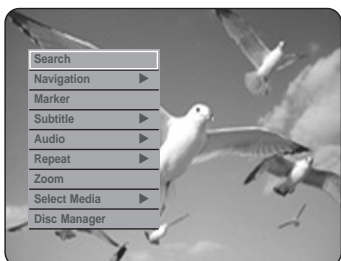 Search
Navigation
Marker
Subtitle
Audio
Repeat
Zoom
Select Media
Disc Manager